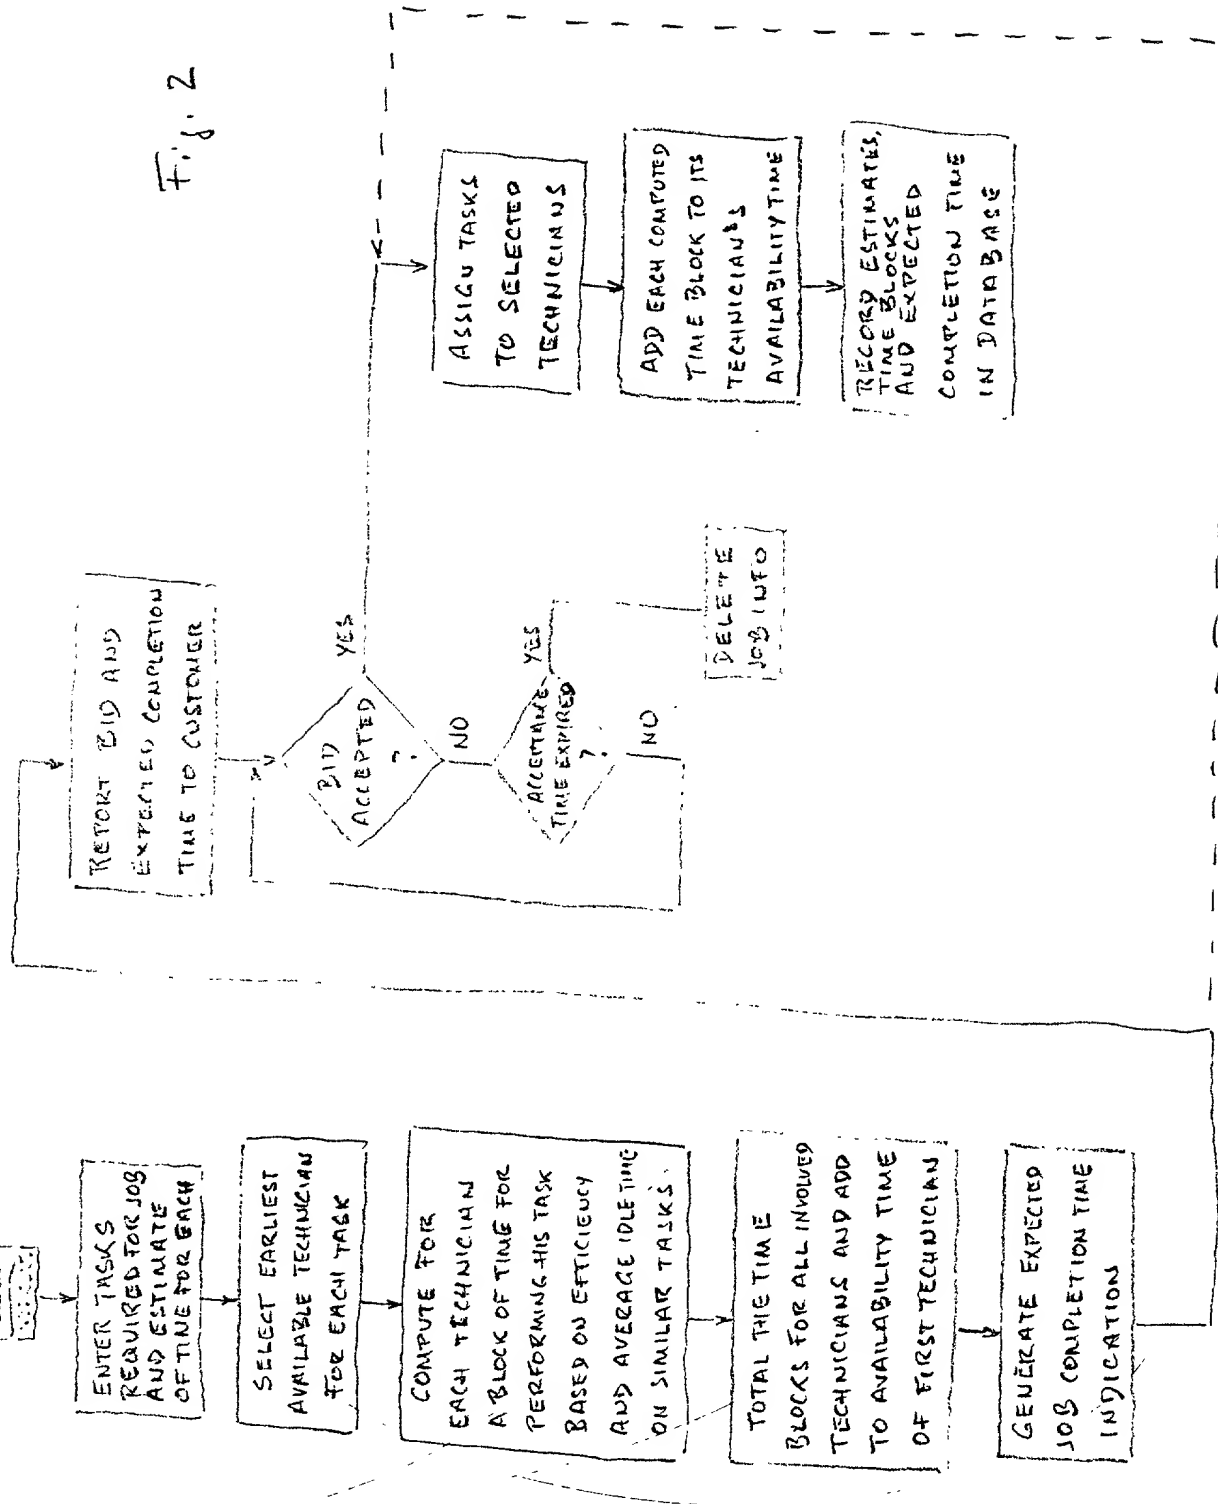 Fig. 2
ENTER TASKS
REQUIRED FOR JOB
AND ESTIMATE
OF TIME FOR EACH
SELECT EARLIEST
AVAILABLE TECHNICIAN
FOR EACH TASK
COMPUTE FOR
EACH TECHNICIAN
A BLOCK OF TIME FOR
PERFORMING HIS TASK
BASED ON EFFICIENCY
AND AVERAGE IDLE TIME
ON SIMILAR TASKS.
TOTAL THE TIME
BLOCKS FOR ALL INVOLVED
TECHNICIANS AND ADD
TO AVAILABILITY TIME
OF FIRST TECHNICIAN
GENERATE EXPECTED
JOB COMPLETION TIME
INDICATION
REPORT BID AND
EXPECTED COMPLETION
TIME TO CUSTOMER
BID
ACCEPTED
?
YES
NO
ACCEPTANCE
TIME EXPIRED
?
YES
NO
DELETE
JOB INFO
ASSIGN TASKS
TO SELECTED
TECHNICIANS
ADD EACH COMPUTED
TIME BLOCK TO ITS
TECHNICIAN'S
AVAILABILITY TIME
RECORD ESTIMATES,
TIME BLOCKS
AND EXPECTED
COMPLETION TIME
IN DATABASE